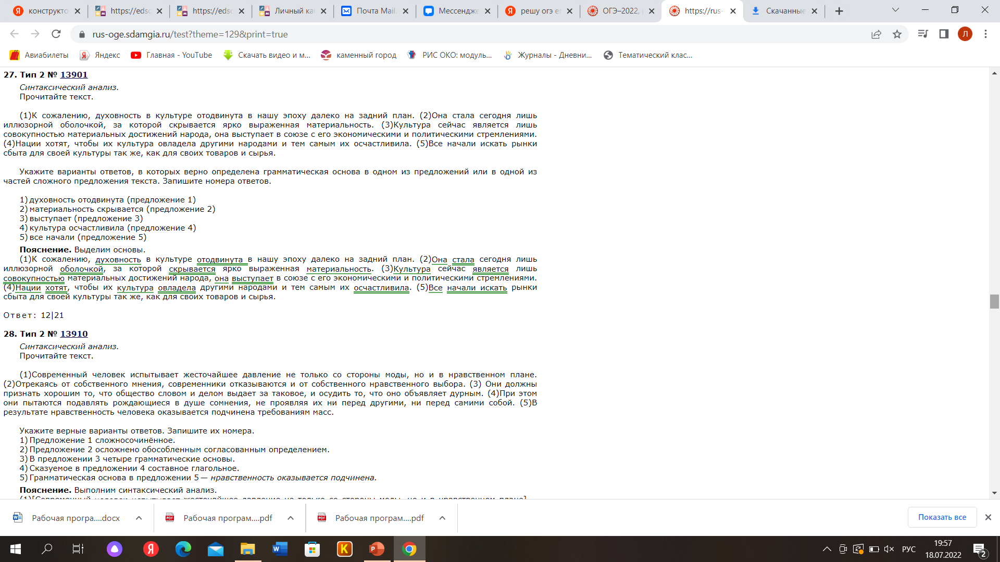 конструкто
https://edsc
https://edsc
Личный ка
Почта Mail.
Мессендже
решу огэ е
ОГЭ–2022,
https://rus-
Скачанные
rus-oge.sdamgia.ru/test?theme=129&print=true
Л
Авиабилеты
Яндекс
Главная - YouTube
Скачать видео и м...
каменный город
РИС ОКО: модуль...
Журналы - Дневни...
Тематический клас...
27. Тип 2 № 13901
Синтаксический анализ.
Прочитайте текст.
(1)К сожалению, духовность в культуре отодвинута в нашу эпоху далеко на задний план. (2)Она стала сегодня лишь
иллюзорной оболочкой, за которой скрывается ярко выраженная материальность. (3)Культура сейчас является лишь
совокупностью материальных достижений народа, она выступает в союзе с его экономическими и политическими стремлениями.
(4)Нации хотят, чтобы их культура овладела другими народами и тем самым их осчастливила. (5)Все начали искать рынки
сбыта для своей культуры так же, как для своих товаров и сырья.
Укажите варианты ответов, в которых верно определена грамматическая основа в одном из предложений или в одной из
частей сложного предложения текста. Запишите номера ответов.
1) духовность отодвинута (предложение 1)
2) материальность скрывается (предложение 2)
3) выступает (предложение 3)
4) культура осчастливила (предложение 4)
5) все начали (предложение 5)
Пояснение. Выделим основы.
(1)К сожалению, духовность в культуре отодвинута в нашу эпоху далеко на задний план. (2)Она стала сегодня лишь
иллюзорной оболочкой, за которой скрывается ярко выраженная материальность. (3)Культура сейчас является лишь
совокупностью материальных достижений народа, она выступает в союзе с его экономическими и политическими стремлениями.
(4)Нации хотят, чтобы их культура овладела другими народами и тем самым их осчастливила. (5)Все начали искать рынки
сбыта для своей культуры так же, как для своих товаров и сырья.
Ответ: 12|21
28. Тип 2 № 13910
Синтаксический анализ.
Прочитайте текст.
(1)Современный человек испытывает жесточайшее давление не только со стороны моды, но и в нравственном плане.
(2)Отрекаясь от собственного мнения, современники отказываются и от собственного нравственного выбора. (3) Они должны
признать хорошим то, что общество словом и делом выдает за таковое, и осудить то, что оно объявляет дурным. (4)При этом
они пытаются подавлять рождающиеся в душе сомнения, не проявляя их ни перед другими, ни перед самими собой. (5)В
результате нравственность человека оказывается подчинена требованиям масс.
Укажите верные варианты ответов. Запишите их номера.
1) Предложение 1 сложносочинённое.
2) Предложение 2 осложнено обособленным согласованным определением.
3) В предложении 3 четыре грамматические основы.
4) Сказуемое в предложении 4 составное глагольное.
5) Грамматическая основа в предложении 5 — нравственность оказывается подчинена.
Пояснение. Выполним синтаксический анализ.
(1)[Современный человек испытывает жесточайшее давление не только со стороны моды, но и в нравственном плане].
Рабочая програ....docx
Рабочая програм....pdf
Рабочая програм....pdf
Показать все
РУС
19:57
18.07.2022
2